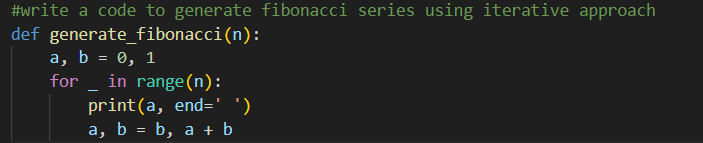 #write a code to generate fibonacci series using iterative approach
def generate_fibonacci(n):
    a, b = 0, 1
    for _ in range(n):
        print(a, end=' ')
        a, b = b, a + b